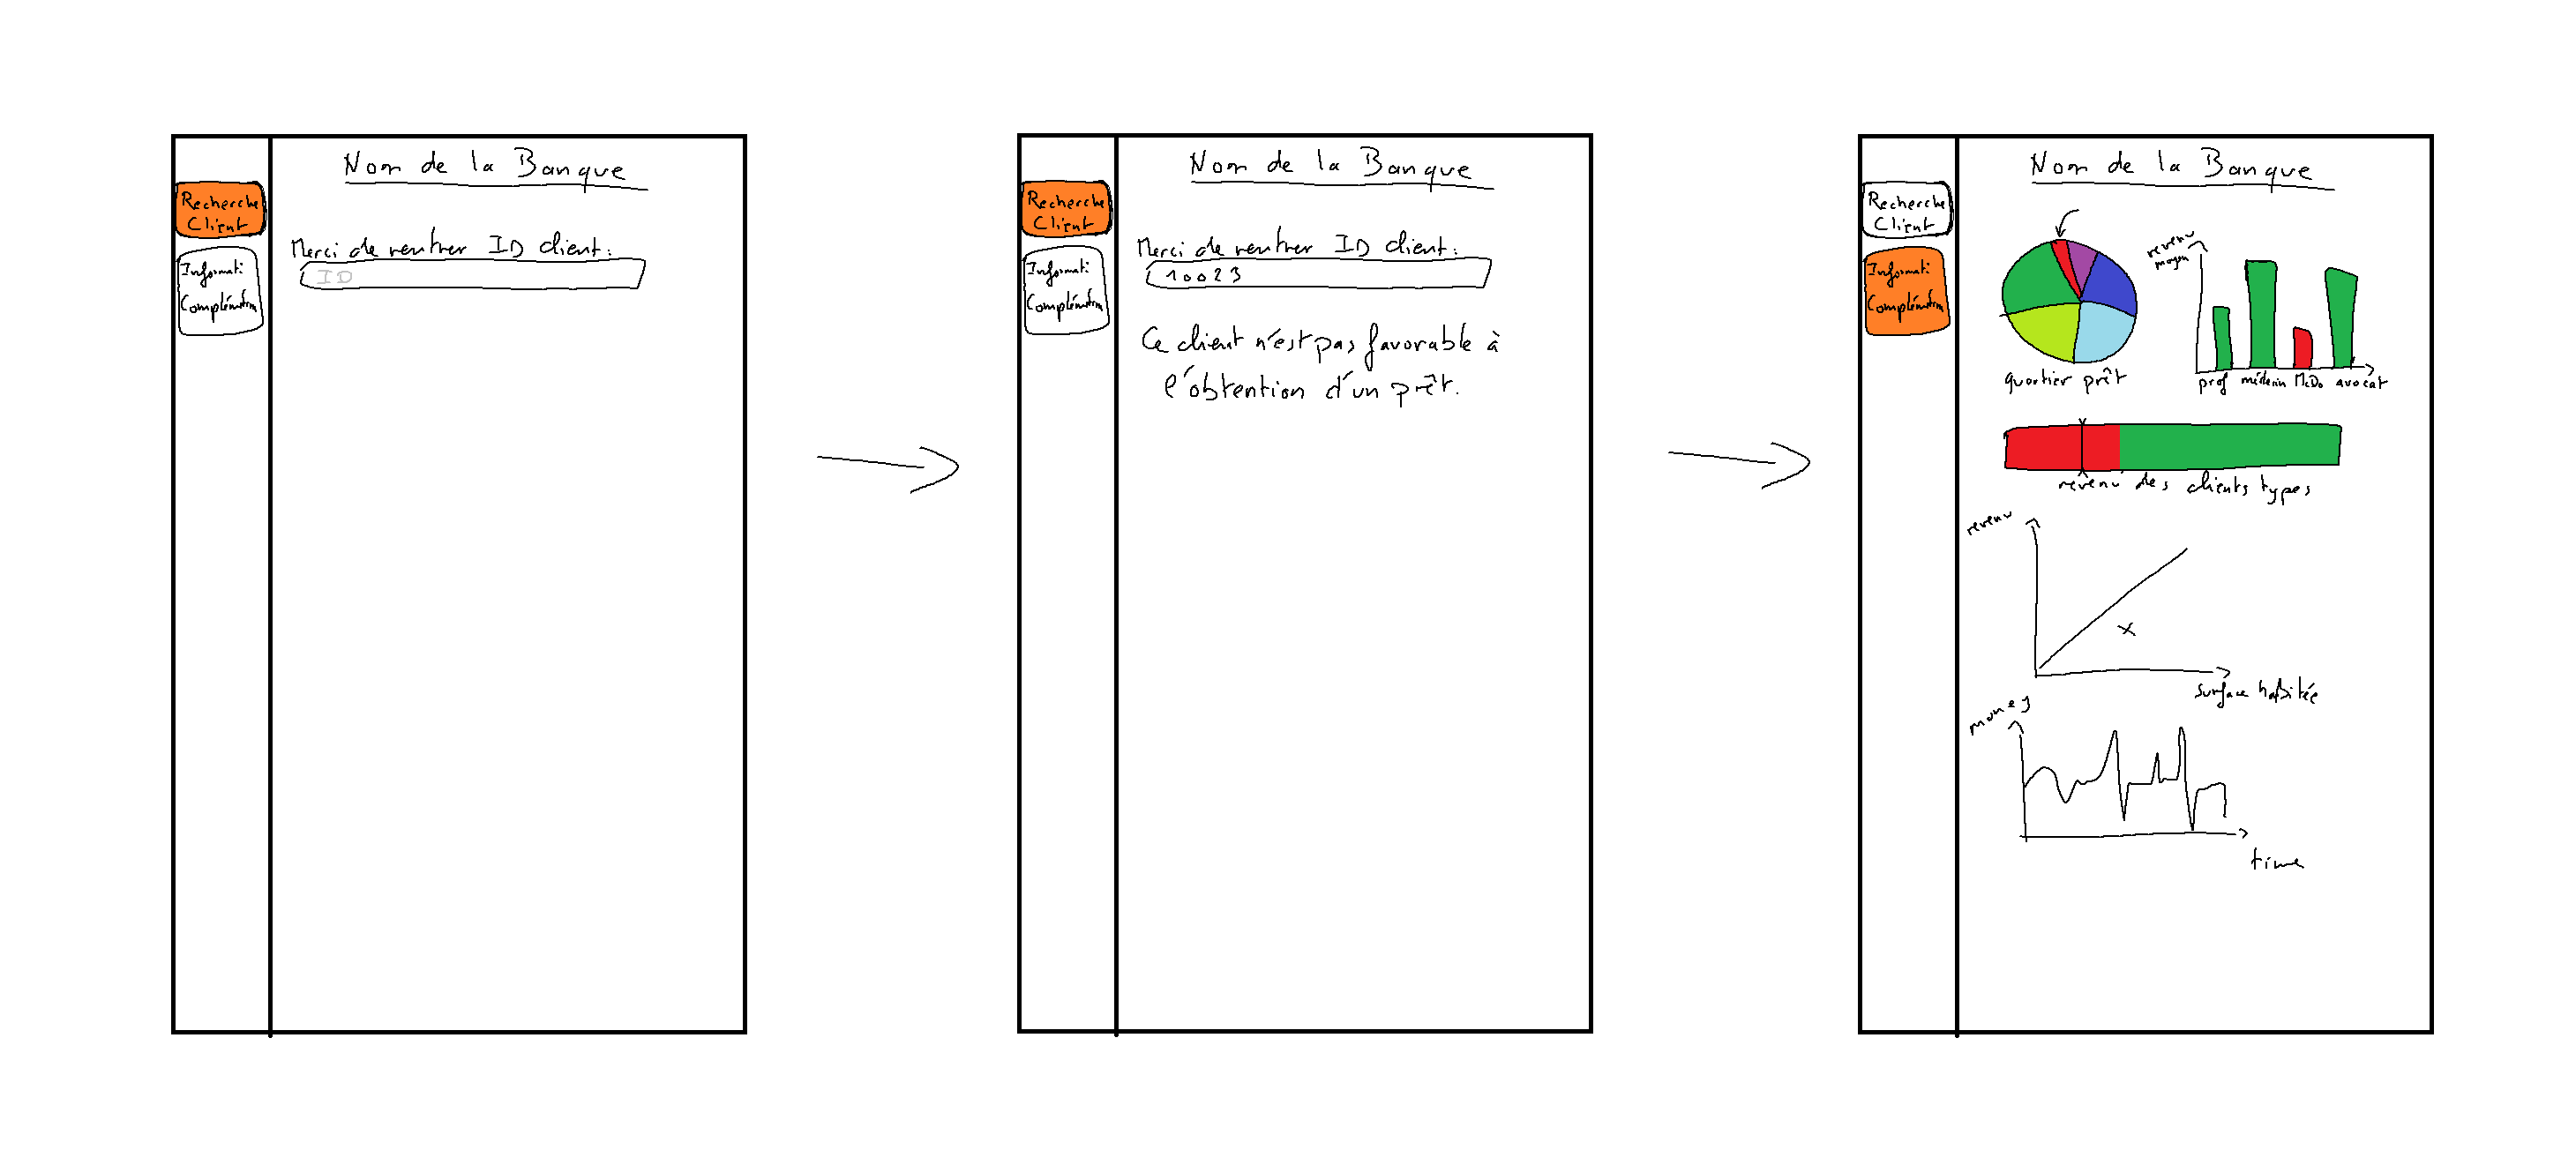 Nom de la Banque
Recherche
Client
Informati
Complémentm
Merci de rentrer ID client:
ID
Nom de la Banque
Recherche
Client
Informati
Complémentm
Merci de rentrer ID client:
10023
Ce client n'est pas favorable à
l'obtention d'un prêt.
Nom de la Banque
Recherche
Client
Informati
Complémentm
revenu
moyen
quartier prêt
prof médecin McDo avocat
revenu des clients types
revenu
surface habitée
money
time